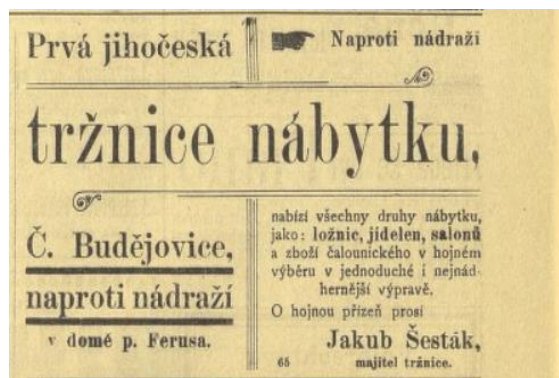 Prvá jihočeská
Naproti nádraží
tržnice nábytku,
Č. Budějovice,
naproti nádraží
v domě p. Ferusa.
nabízí všechny druhy nábytku,
jako: ložnic, jídelen, salonů
a zboží čalounického v hojném
výběru v jednoduché i nejnád-
hernější výpravě.
O hojnou přízeň prosí
Jakub Šesták,
65 majitel tržnice.